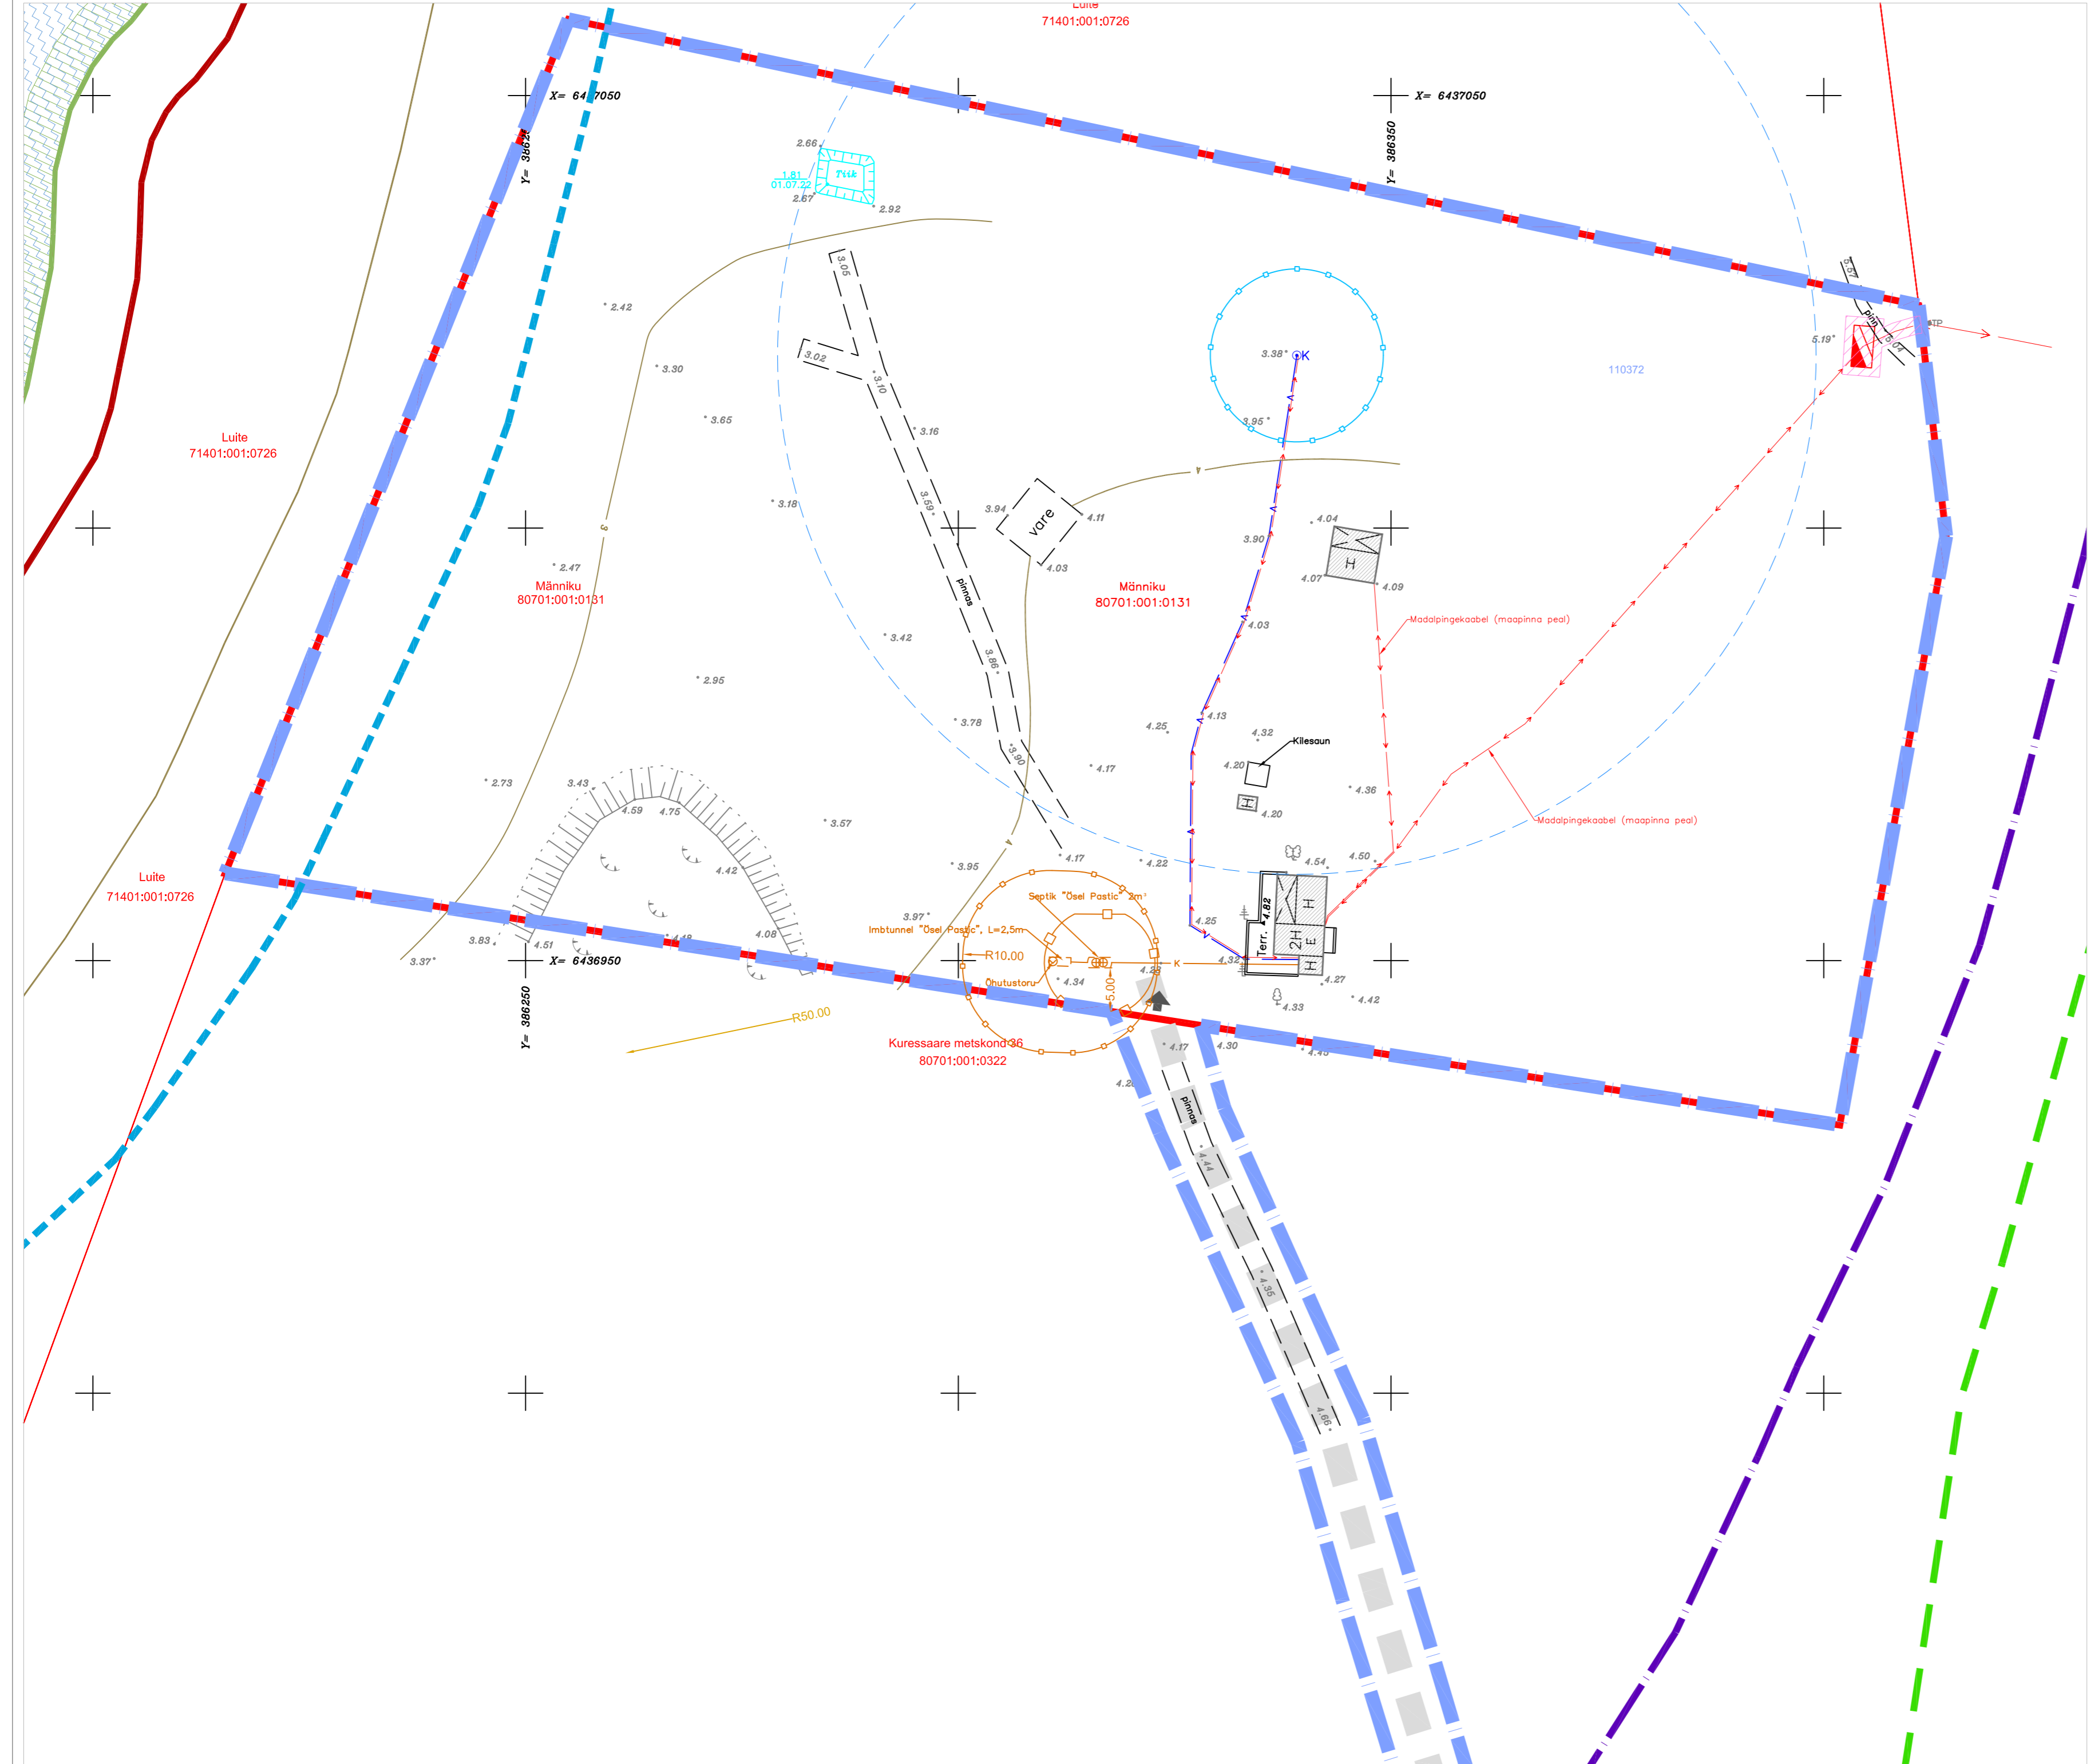 Luite
71401:001:0726
X= 6437050
X= 6437050
Y= 386350
2.66
1.81
01.07.22
Tiik
2.67
2.92
3.05
3.02
2.42
3.30
3.10
3.65
3.16
3.38
K
3.95
5.57
pinn
5.04
TP
5.19
110372
Luite
71401:001:0726
3.59
3.18
3.94
vare
4.11
4.03
3.90
4.04
H
4.07
4.09
3
2.47
Männiku
80701:001:0131
pinnas
Männiku
80701:001:0131
4.03
Madalpingekaabel (maapinna peal)
3.42
3.86
2.95
3.78
4.13
4.25
4.32
Kilesaun
3.90
4.17
4.20
2.73
3.43
4.59
4.75
H
4.20
4.36
3.57
Madalpingekaabel (maapinna peal)
4.17
4.22
3.95
4.54
4.50
4.42
Luite
71401:001:0726
Septik "Ösel Pastic" 2m³
4.82
H
3.97
4.25
Imbtunnel "Ösel Pastic", L=2,5m
Terr.
2H
E
4.08
3.83
4.51
3.37
X= 6436950
R10.00
K
4.32
H
Õhutustoru
4.34
5.00
4.27
4.33
4.42
Y= 386250
R50.00
Kuressaare metskond 36
80701:001:0322
4.17
4.30
pinnas
4.44
4.35
4.66